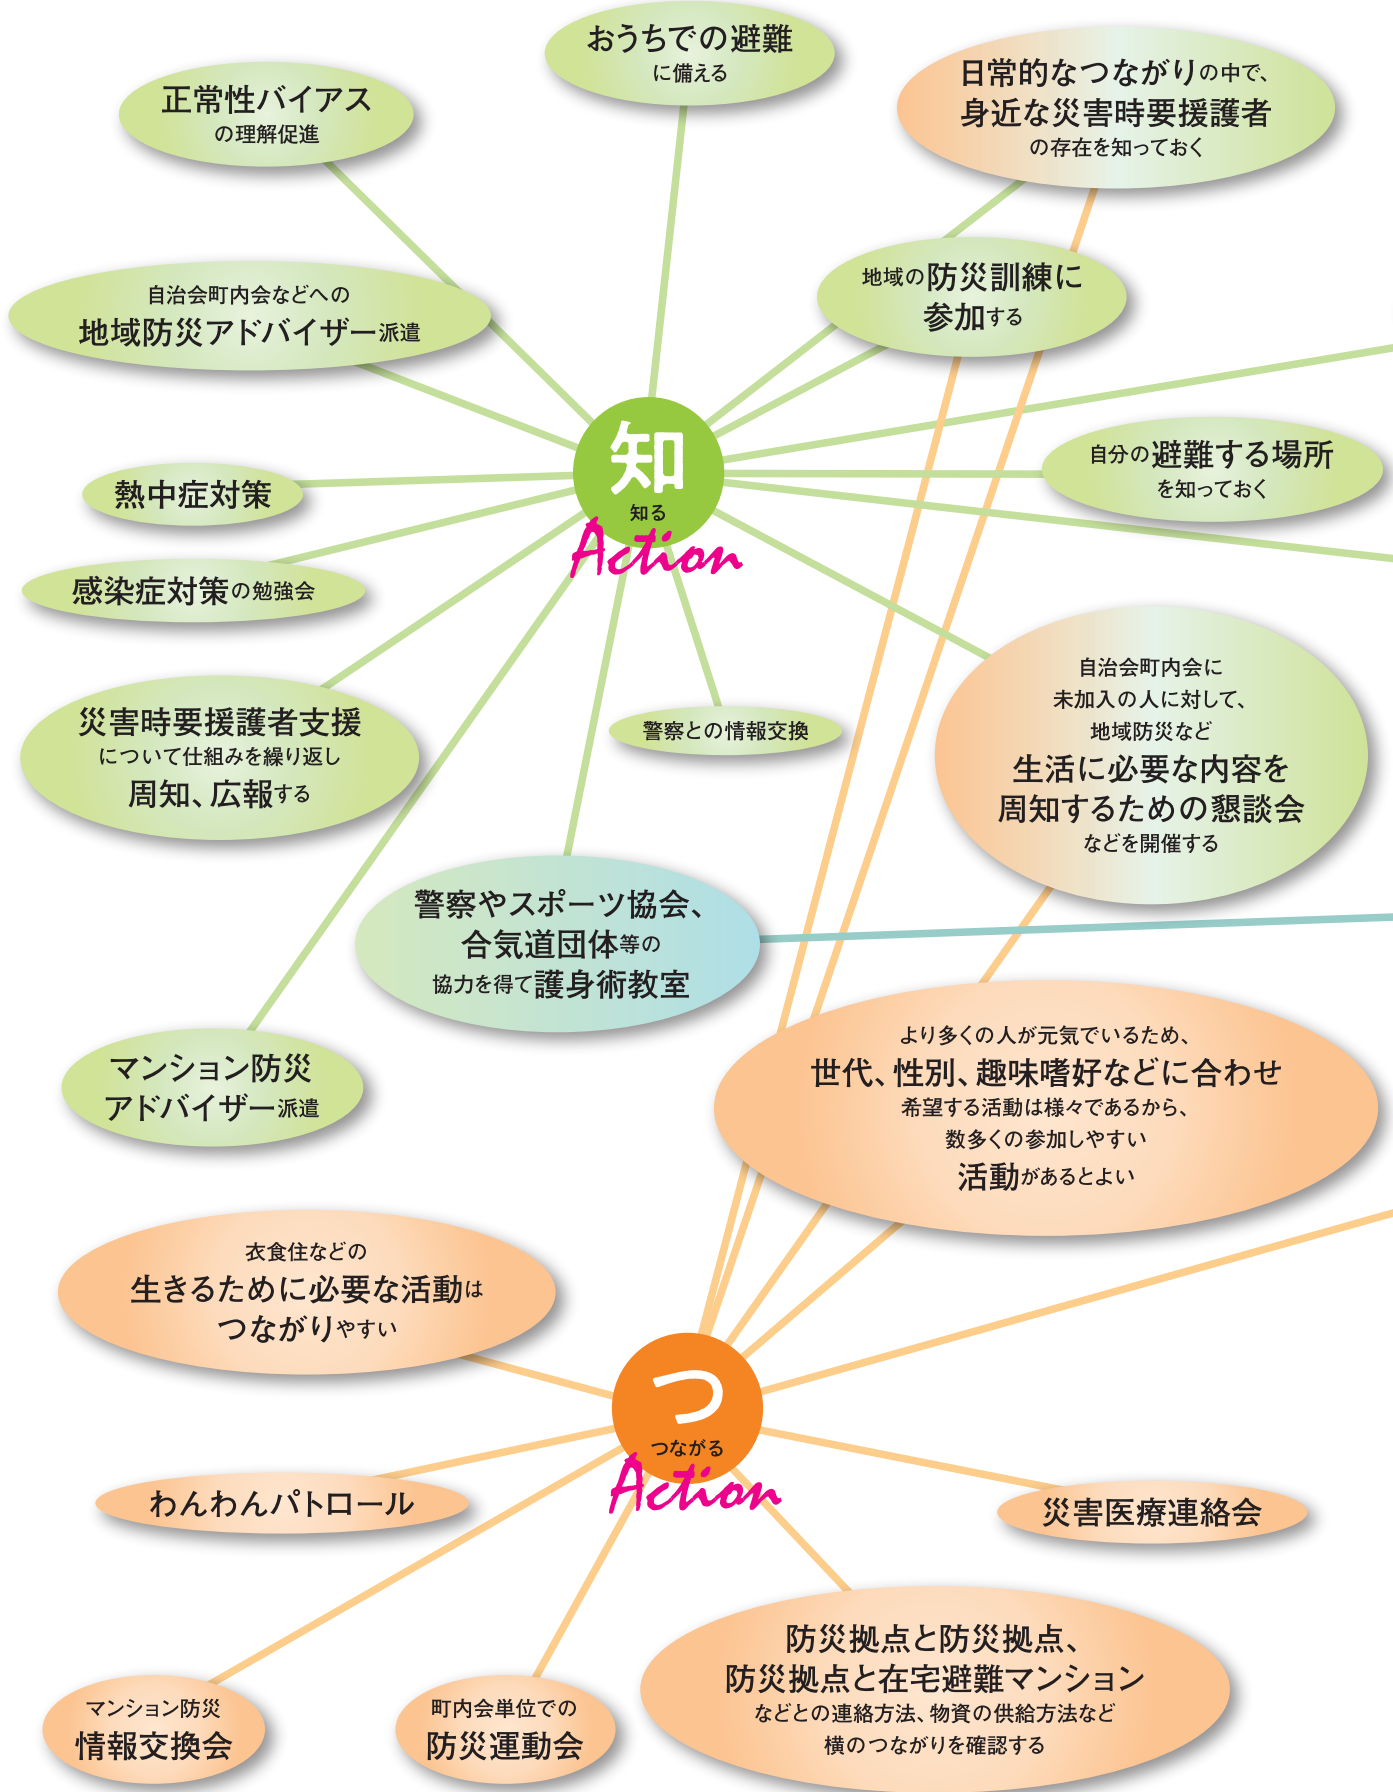 おうちでの避難
に備える
日常的なつながりの中で、
身近な災害時要援護者
の存在を知っておく
正常性バイアス
の理解促進
自治会町内会などへの
地域防災アドバイザー派遣
地域の防災訓練に
参加する
知
知る
Action
自分の避難する場所
を知っておく
熱中症対策
感染症対策の勉強会
災害時要援護者支援
について仕組みを繰り返し
周知、広報する
警察との情報交換
自治会町内会に
未加入の人に対して、
地域防災など
生活に必要な内容を
周知するための懇談会
などを開催する
警察やスポーツ協会、
合気道団体等の
協力を得て護身術教室
マンション防災
アドバイザー派遣
より多くの人が元気でいるため、
世代、性別、趣味嗜好などに合わせ
希望する活動は様々であるから、
数多くの参加しやすい
活動があるとよい
衣食住などの
生きるために必要な活動は
つながりやすい
つ
つながる
Action
わんわんパトロール
災害医療連絡会
防災拠点と防災拠点、
防災拠点と在宅避難マンション
などとの連絡方法、物資の供給方法など
横のつながりを確認する
マンション防災
情報交換会
町内会単位での
防災運動会